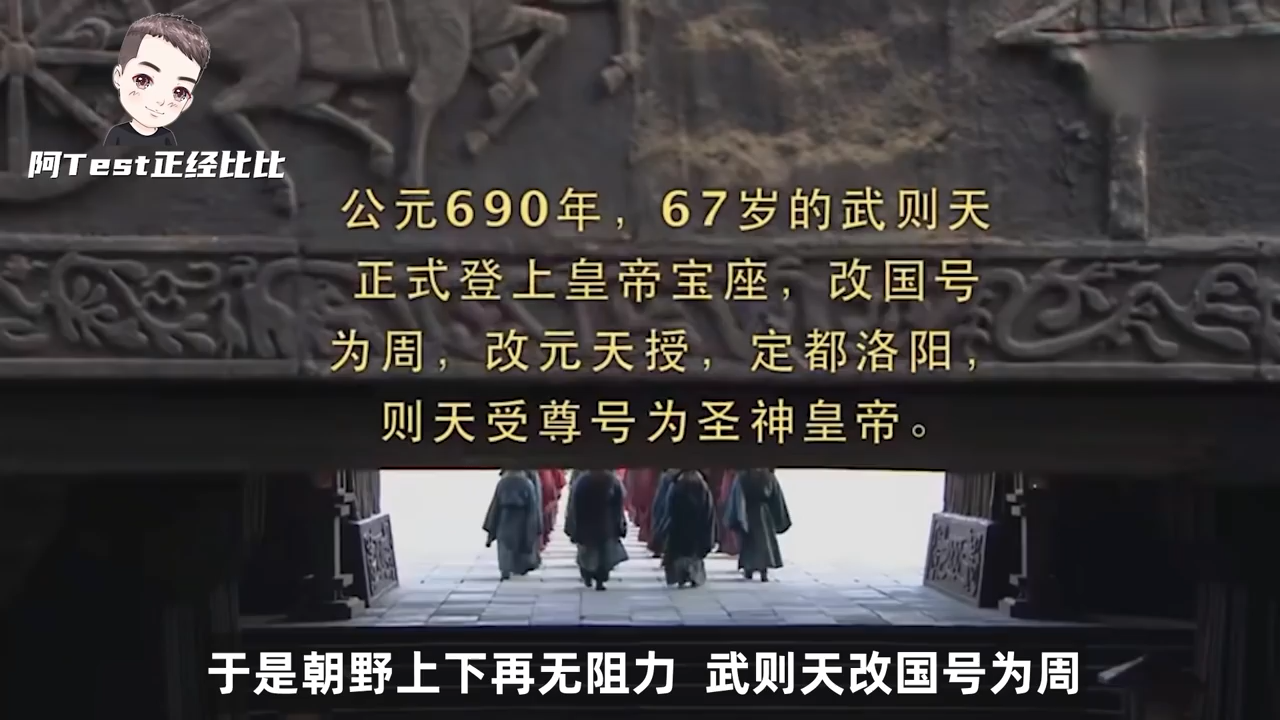 阿Test正经比比
公元690年，67岁的武则天
正式登上皇帝宝座，改国号
为周，改元天授，定都洛阳，
则天受尊号为圣神皇帝。
于是朝野上下再无阻力 武则天改国号为周